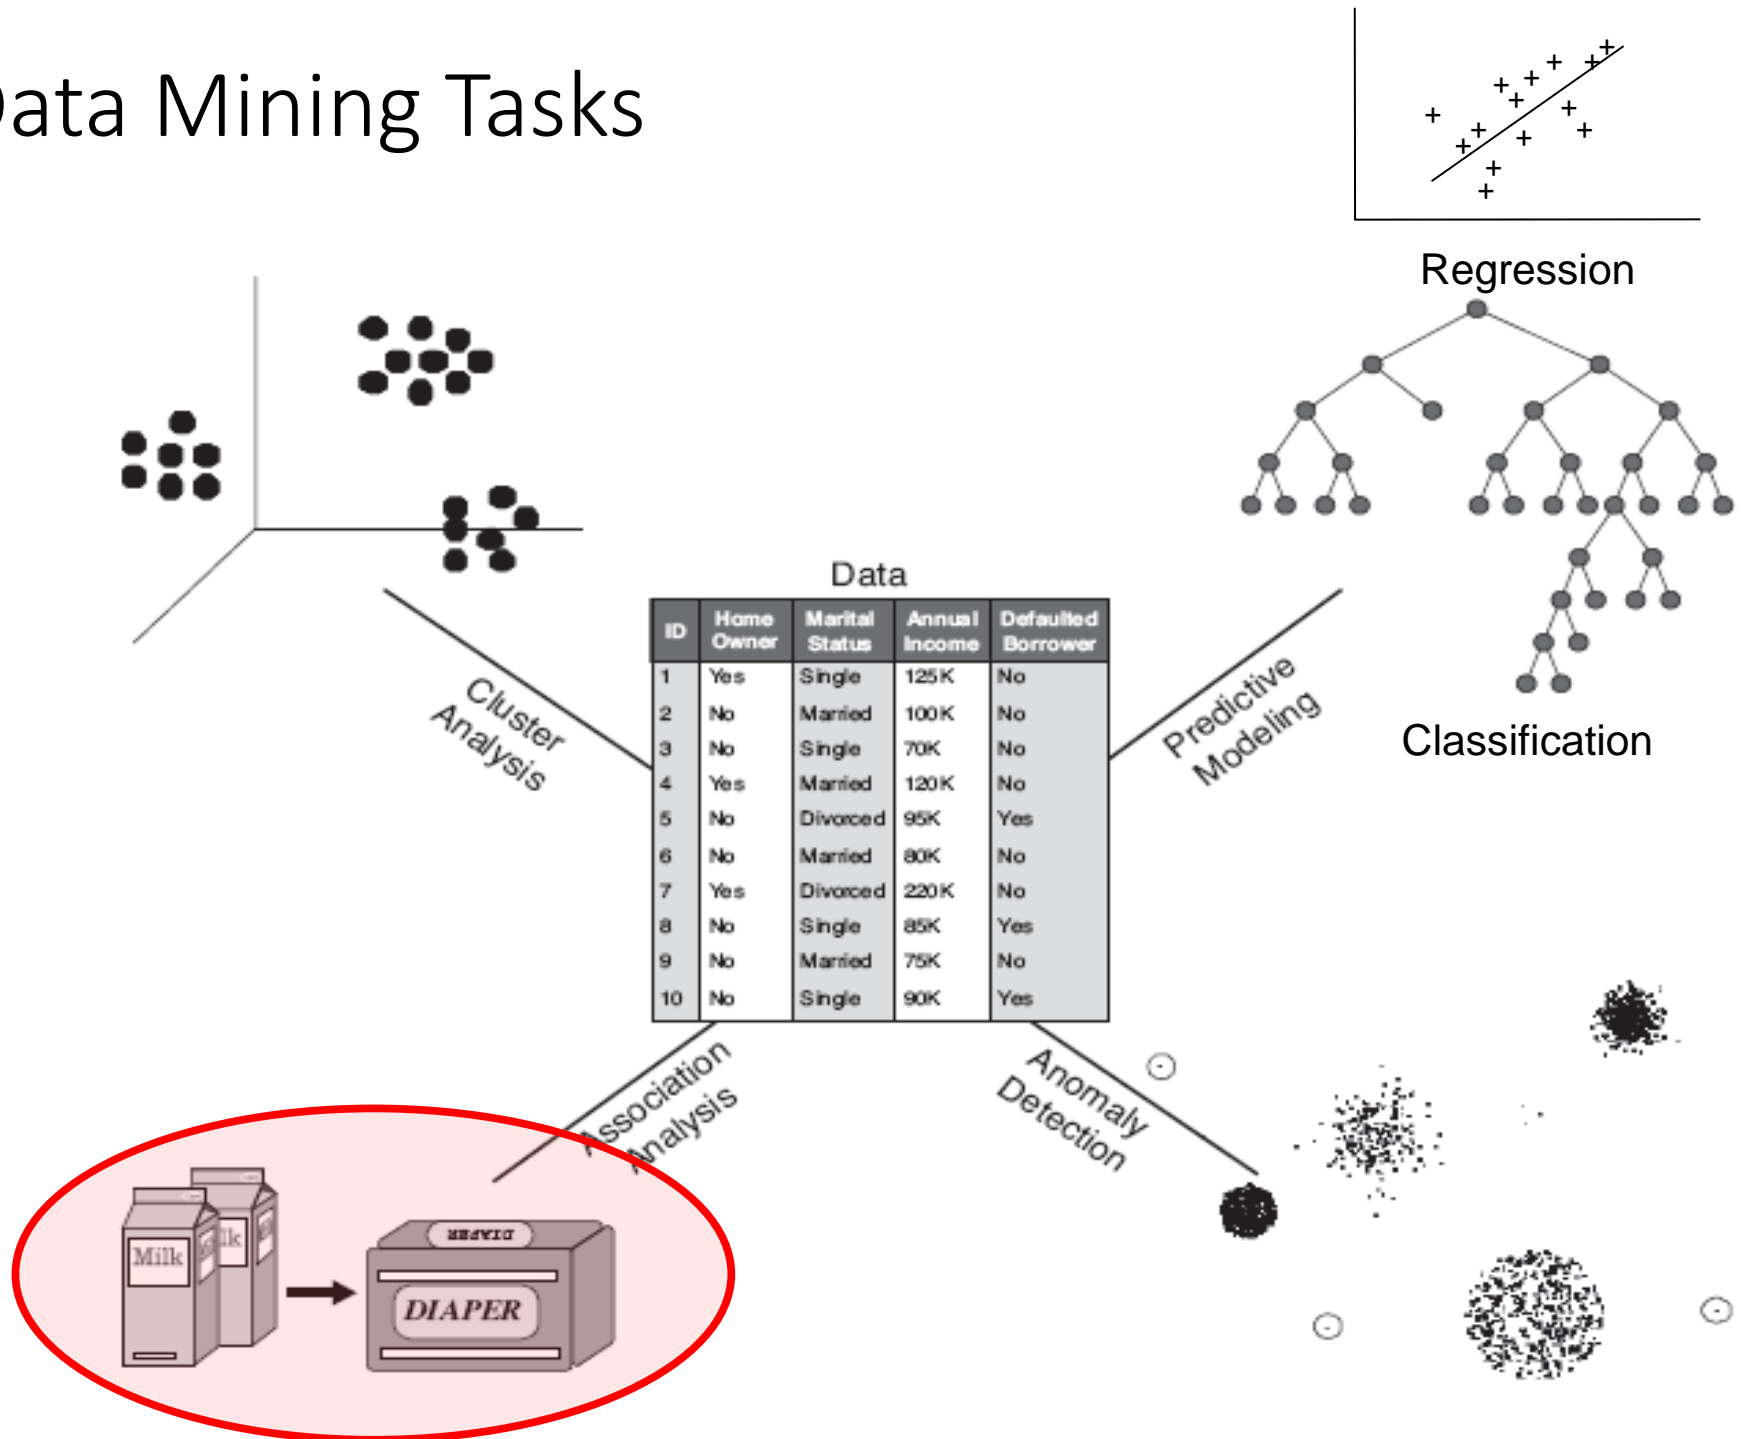 ata Mining Tasks
Regression
Classification
Cluster
Analysis
Predictive
Modeling
Data
ID Home Owner Marital Status Annual Income Defaulted Borrower
1 Yes Single 125K No
2 No Married 100K No
3 No Single 70K No
4 Yes Married 120K No
5 No Divorced 95K Yes
6 No Married 80K No
7 Yes Divorced 220K No
8 No Single 85K Yes
9 No Married 75K No
10 No Single 90K Yes
Association
Analysis
Anomaly
Detection
Milk
lk
DIAPER
DIAPER